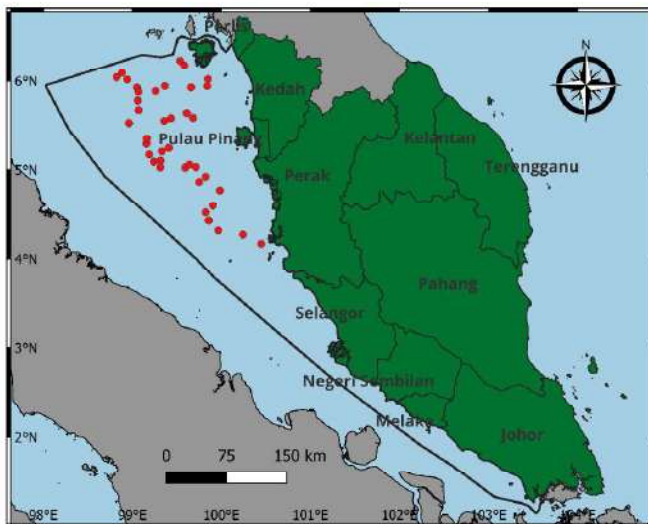 Perlis
N
6°N
Kedah
Kelantan
Pulau Pinang
Terengganu
5°N
Perak
4°N
Pahang
Selangor
3°N
Negeri Sembilan
Melaka
Johor
2°N
0 75 150 km
98°E 99°E 100°E 101°E 102°E 103°E 104°E